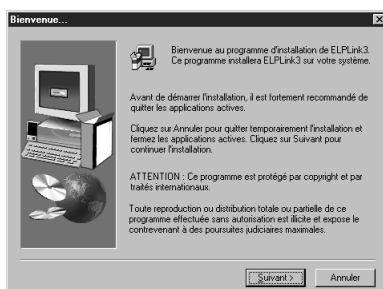 Bienvenue...
Bienvenue au programme d'installation de ELPLink3.
Ce programme installera ELPLink3 sur votre système.
Avant de démarrer l'installation, il est fortement recommandé de
quitter les applications actives.
Cliquez sur Annuler pour quitter temporairement l'installation et
fermez les applications actives. Cliquez sur Suivant pour
continuer l'installation.
ATTENTION : Ce programme est protégé par copyright et par
traités internationaux.
Toute reproduction ou distribution totale ou partielle de ce
programme effectuée sans autorisation est illicite et expose le
contrevenant à des poursuites judiciaires maximales.
Suivant >
Annuler